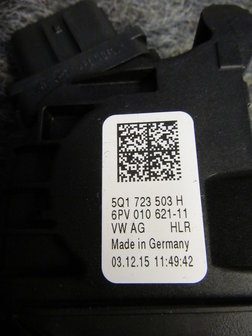 5Q1 723 503 H
6PV 010 621-11
VW AG HLR
Made in Germany
03.12.15 11:49:42